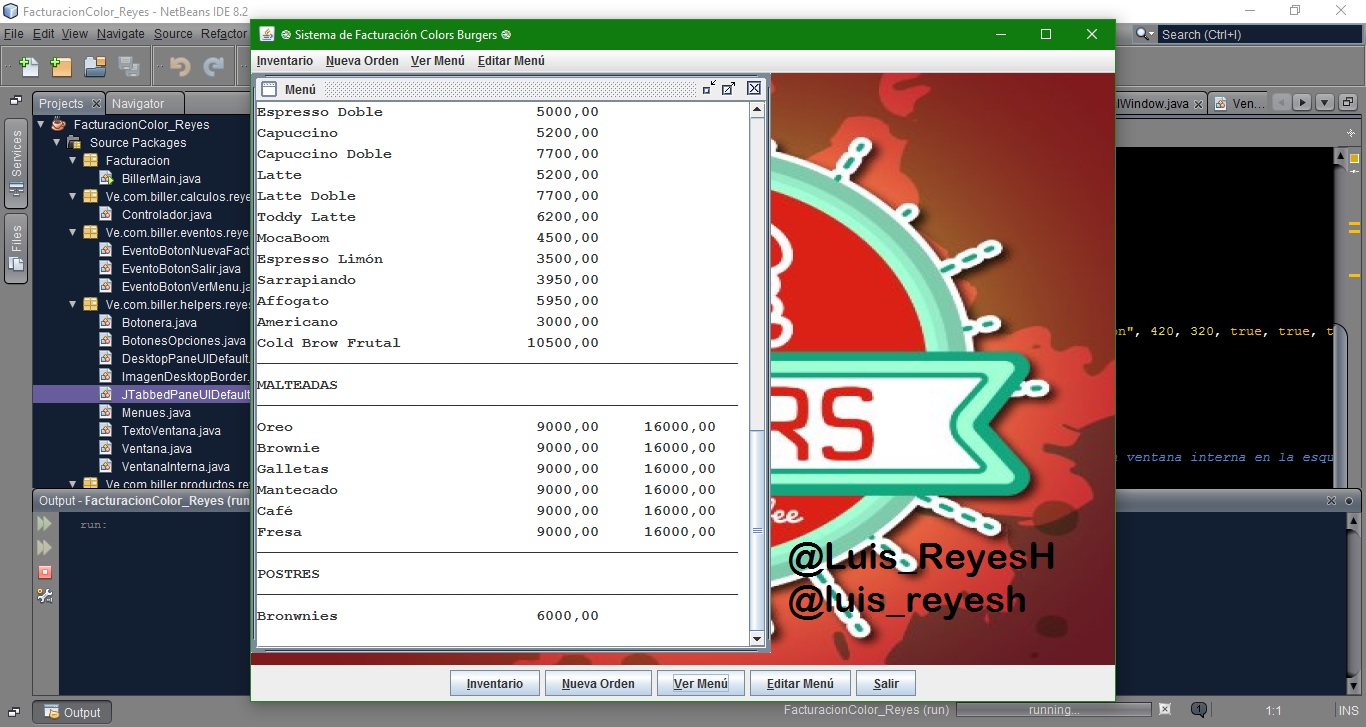 FacturacionColor_Reyes - NetBeans IDE 8.2
File Edit View Navigate Source Refactor
Search (Ctrl+I)
Projects Navigator
Services
Files
FacturacionColor_Reyes
Source Packages
Facturacion
BillerMain.java
Ve.com.biller.calculos.reye
Controlador.java
Ve.com.biller.eventos.reye
EventoBotonNuevaFact
EventoBotonSalir.java
EventoBotonVerMenu.ja
Ve.com.biller.helpers.reyes
Botonera.java
BotonesOpciones.java
DesktopPaneUIDefault.
ImagenDesktopBorder.
JTabbedPaneUIDefault
Menues.java
TextoVentana.java
Ventana.java
VentanaInterna.java
Ve.com.biller.productos.re
Output - FacturacionColor_Reyes (run
run:
Sistema de Facturación Colors Burgers
Inventario Nueva Orden Ver Menú Editar Menú
Menú
Espresso Doble 5000,00
Capuccino 5200,00
Capuccino Doble 7700,00
Latte 5200,00
Latte Doble 7700,00
Toddy Latte 6200,00
MocaBoom 4500,00
Espresso Limón 3500,00
Sarrapiando 3950,00
Affogato 5950,00
Americano 3000,00
Cold Brow Frutal 10500,00
MALTEADAS
Oreo 9000,00 16000,00
Brownie 9000,00 16000,00
Galletas 9000,00 16000,00
Mantecado 9000,00 16000,00
Café 9000,00 16000,00
Fresa 9000,00 16000,00
POSTRES
Bronwnies 6000,00
RS
ee
@Luis_ReyesH
@luis_reyesh
Inventario Nueva Orden Ver Menú Editar Menú Salir
lWindow.java Ven...
on", 420, 320, true, true, t
ventana interna en la esqu
Output
FacturacionColor_Reyes (run) running... 1 1:1 INS